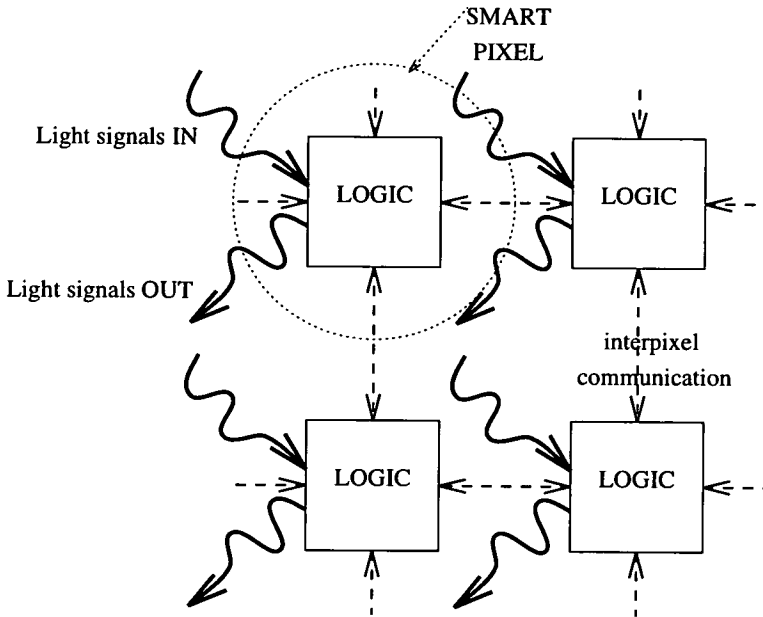 SMART
PIXEL
Light signals IN
LOGIC
LOGIC
Light signals OUT
interpixel
communication
LOGIC
LOGIC